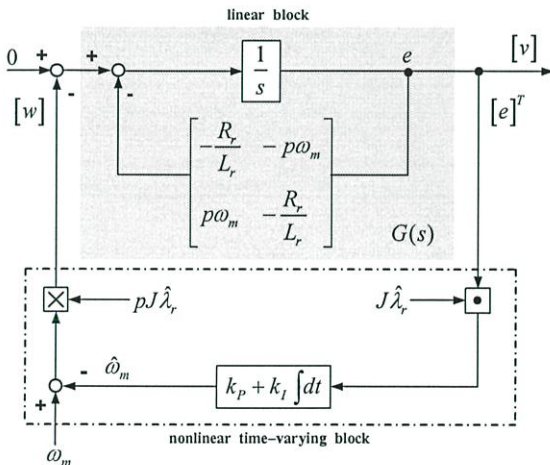 linear block
0 + + 1/s e [v]
- -
[w] [e]^T
-R_r/L_r -pω_m
pω_m -R_r/L_r
G(s)
× pJλ̂_r Jλ̂_r •
- ω̂_m k_P + k_I ∫dt
+
ω_m
nonlinear time-varying block